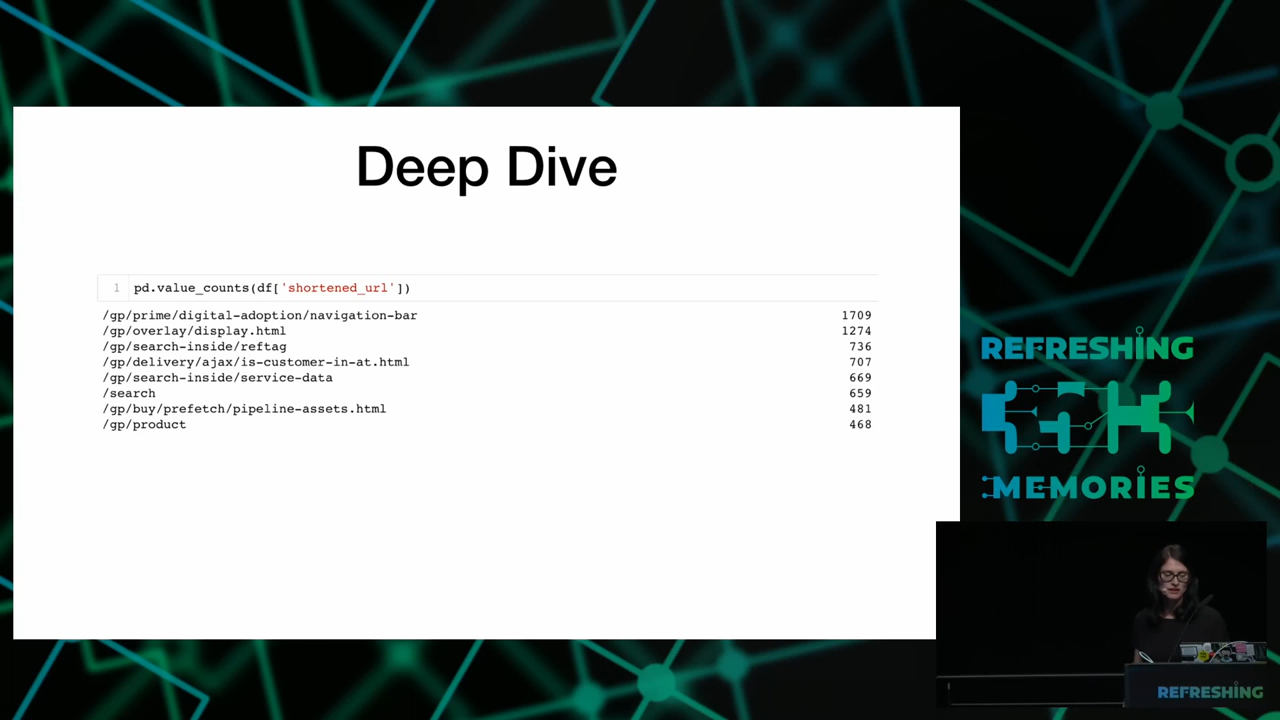 Deep Dive
1 pd.value_counts(df['shortened_url'])
/gp/prime/digital-adoption/navigation-bar 1709
/gp/overlay/display.html 1274
/gp/search-inside/reftag 736
/gp/delivery/ajax/is-customer-in-at.html 707
/gp/search-inside/service-data 669
/search 659
/gp/buy/prefetch/pipeline-assets.html 481
/gp/product 468
REFRESHING
MEMORIES
REFRESHING